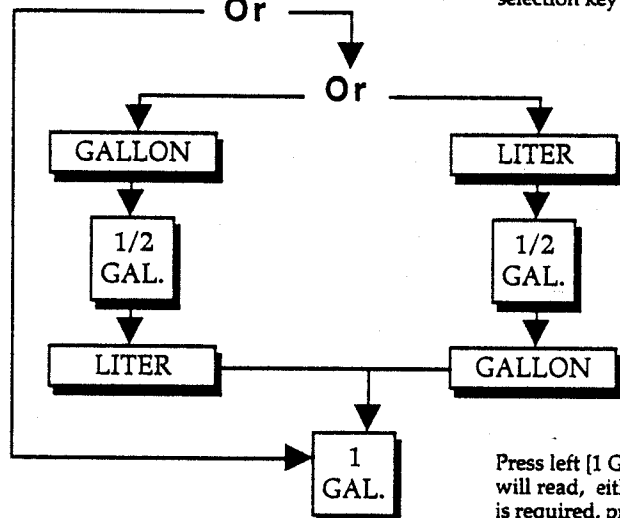 Or
selection key
Or
GALLON
LITER
1/2
GAL.
1/2
GAL.
LITER
GALLON
1
GAL.
Press left [1 G
will read, eith
is required, pr